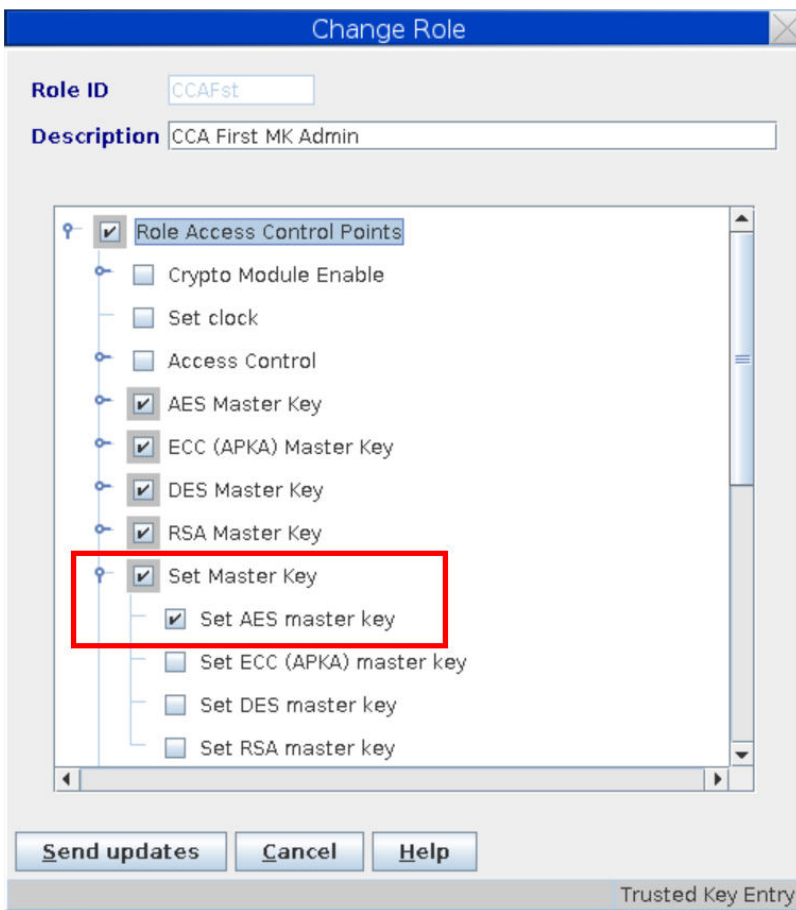 Change Role
Role ID CCAFst
Description CCA First MK Admin
Role Access Control Points
Crypto Module Enable
Set clock
Access Control
AES Master Key
ECC (APKA) Master Key
DES Master Key
RSA Master Key
Set Master Key
Set AES master key
Set ECC (APKA) master key
Set DES master key
Set RSA master key
Send updates Cancel Help
Trusted Key Entry